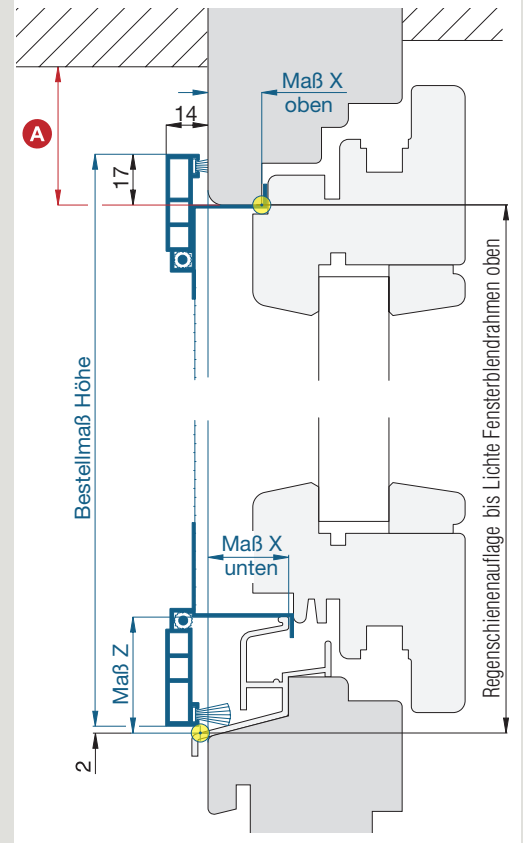 Maß X
oben
14
A
17
Bestellmaß Höhe
Regenschienenauflage bis Lichte Fensterblendrahmen oben
Maß X
unten
Maß Z
2